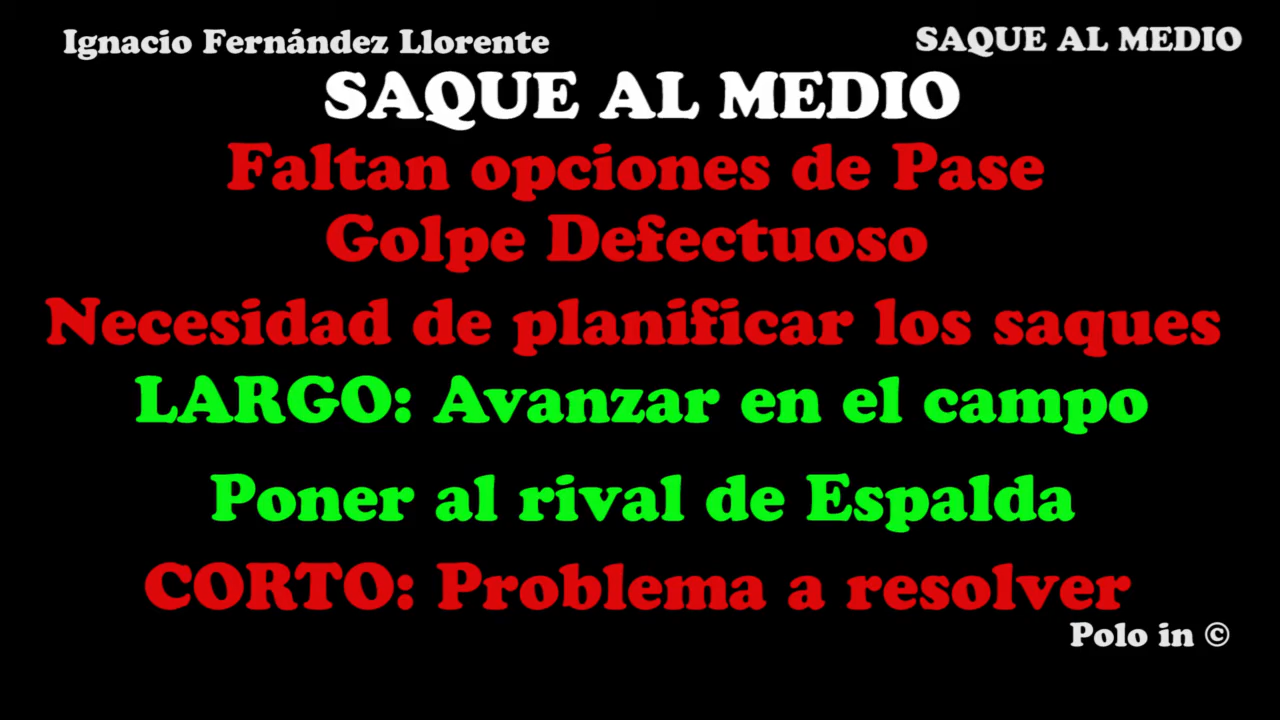 Ignacio Fernández Llorente
SAQUE AL MEDIO
SAQUE AL MEDIO
Faltan opciones de Pase
Golpe Defectuoso
Necesidad de planificar los saques
LARGO: Avanzar en el campo
Poner al rival de Espalda
CORTO: Problema a resolver
Polo in ©